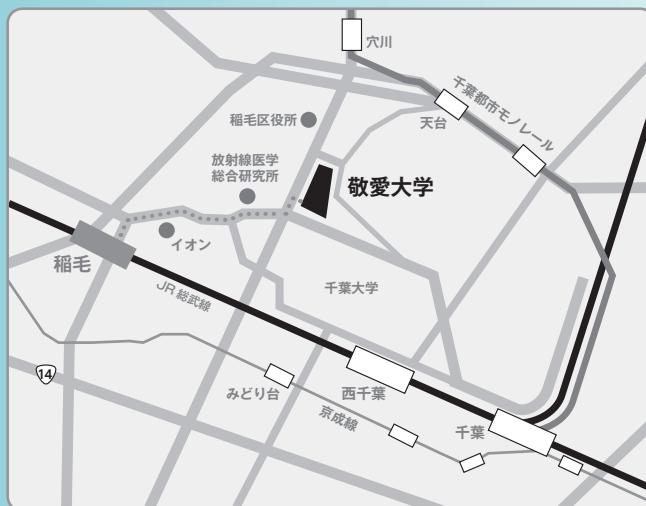 穴川
千葉都市モノレール
天台
稲毛区役所
放射線医学
総合研究所
敬愛大学
イオン
稲毛
JR 総武線
千葉大学
14
みどり台
西千葉
京成線
千葉